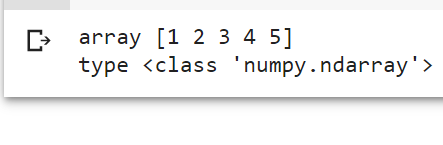 array [1 2 3 4 5]
type <class 'numpy.ndarray'>